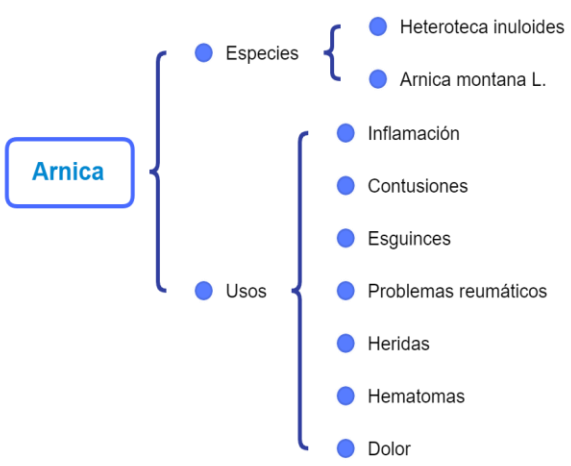 Arnica
Especies
Heteroteca inuloides
Arnica montana L.
Usos
Inflamación
Contusiones
Esguinces
Problemas reumáticos
Heridas
Hematomas
Dolor